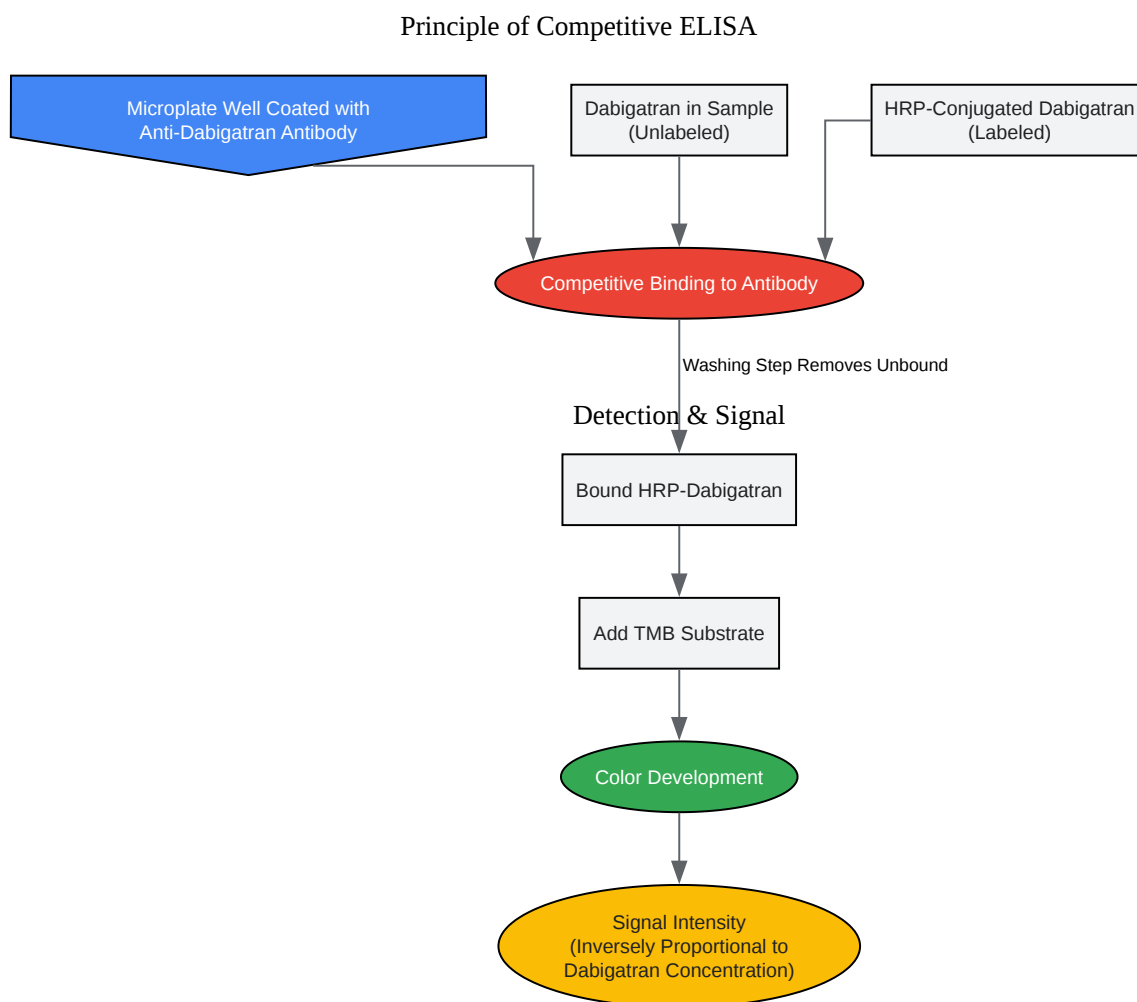 Principle of Competitive ELISA
Microplate Well Coated with
Anti-Dabigatran Antibody
Dabigatran in Sample
(Unlabeled)
HRP-Conjugated Dabigatran
(Labeled)
Competitive Binding to Antibody
Washing Step Removes Unbound
Detection & Signal
Bound HRP-Dabigatran
Add TMB Substrate
Color Development
Signal Intensity
(Inversely Proportional to
Dabigatran Concentration)